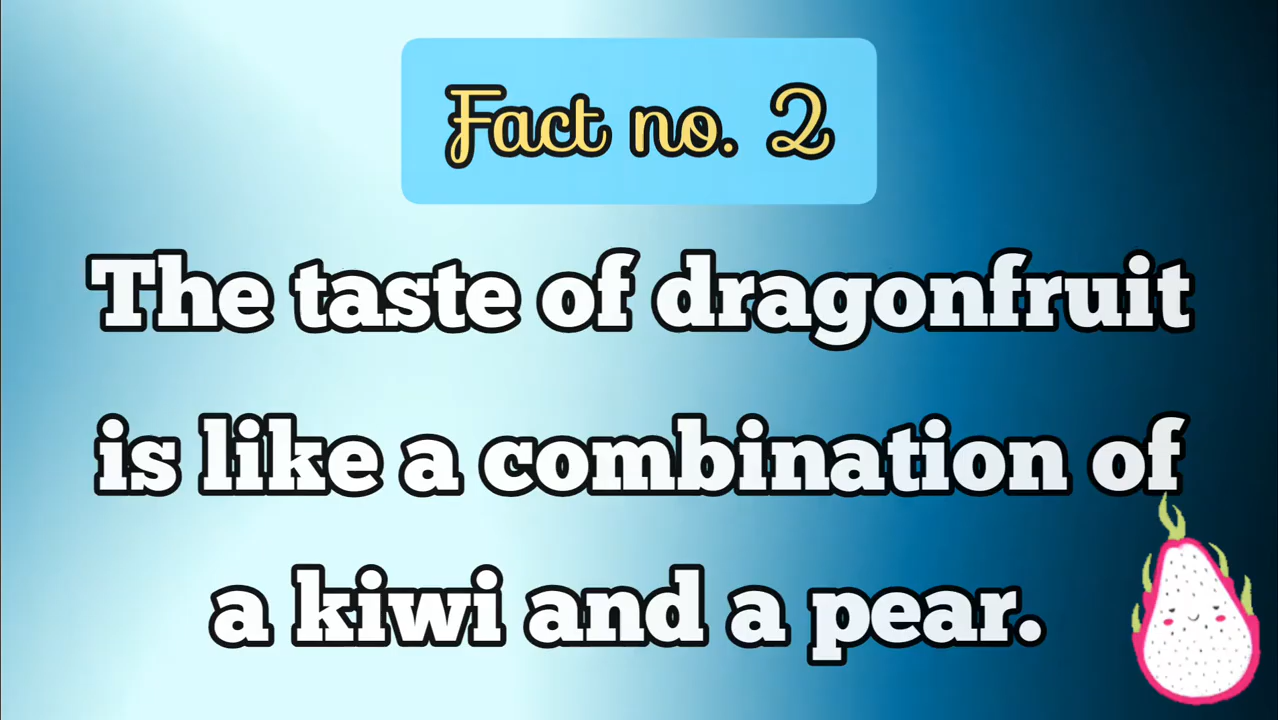 Fact no. 2
The taste of dragonfruit
is like a combination of
a kiwi and a pear.